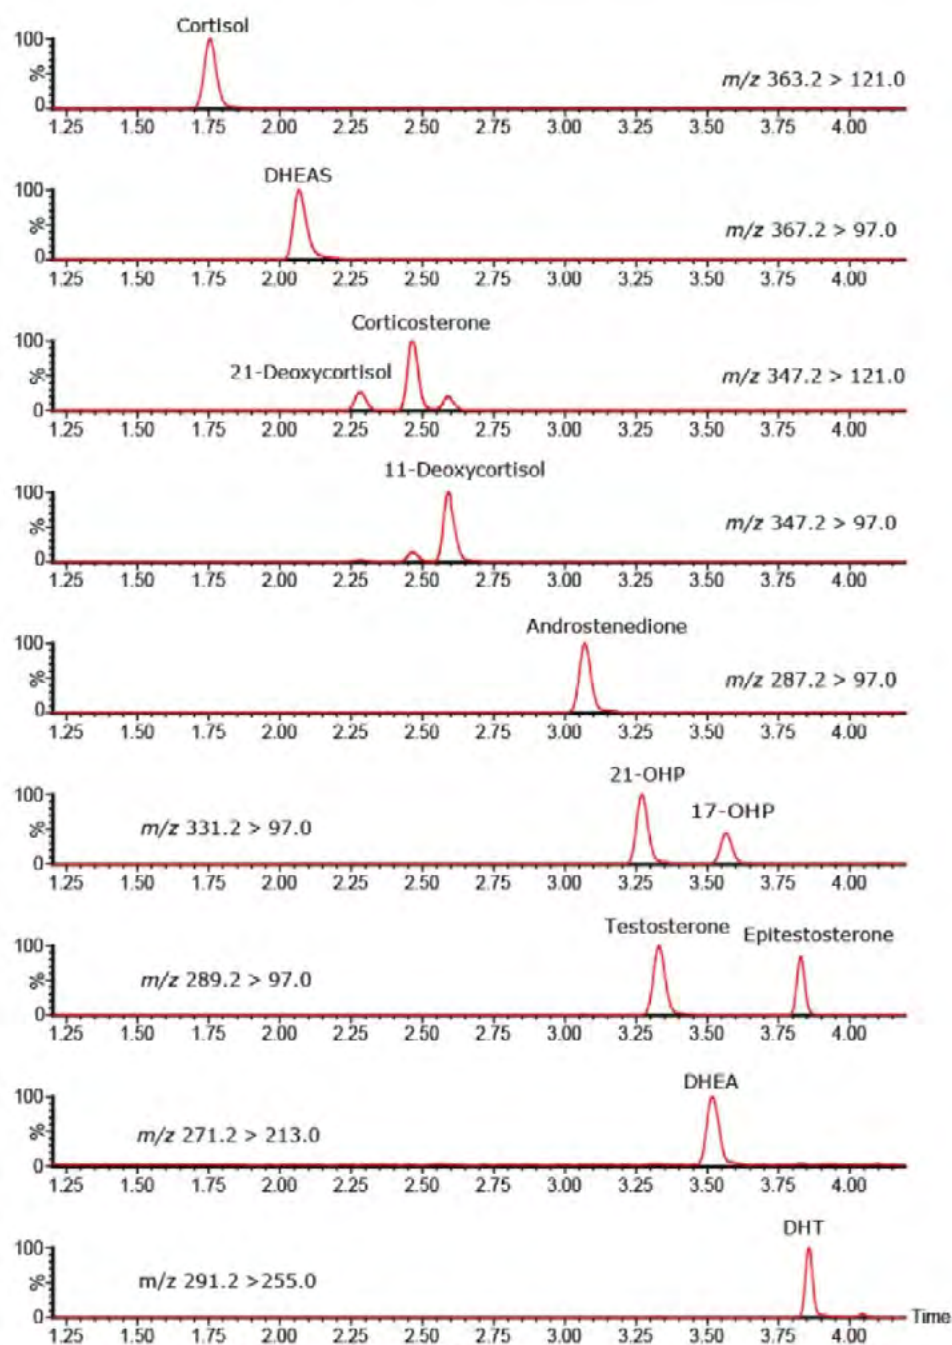 Cortisol
100
%
0
m/z 363.2 > 121.0
1.25 1.50 1.75 2.00 2.25 2.50 2.75 3.00 3.25 3.50 3.75 4.00
DHEAS
100
%
0
m/z 367.2 > 97.0
1.25 1.50 1.75 2.00 2.25 2.50 2.75 3.00 3.25 3.50 3.75 4.00
Corticosterone
100
21-Deoxycortisol
%
0
m/z 347.2 > 121.0
1.25 1.50 1.75 2.00 2.25 2.50 2.75 3.00 3.25 3.50 3.75 4.00
11-Deoxycortisol
100
%
0
m/z 347.2 > 97.0
1.25 1.50 1.75 2.00 2.25 2.50 2.75 3.00 3.25 3.50 3.75 4.00
Androstenedione
100
%
0
m/z 287.2 > 97.0
1.25 1.50 1.75 2.00 2.25 2.50 2.75 3.00 3.25 3.50 3.75 4.00
21-OHP
100
17-OHP
%
0
m/z 331.2 > 97.0
1.25 1.50 1.75 2.00 2.25 2.50 2.75 3.00 3.25 3.50 3.75 4.00
Testosterone Epitestosterone
100
%
0
m/z 289.2 > 97.0
1.25 1.50 1.75 2.00 2.25 2.50 2.75 3.00 3.25 3.50 3.75 4.00
DHEA
100
%
0
m/z 271.2 > 213.0
1.25 1.50 1.75 2.00 2.25 2.50 2.75 3.00 3.25 3.50 3.75 4.00
DHT
100
%
0
m/z 291.2 >255.0
Time
1.25 1.50 1.75 2.00 2.25 2.50 2.75 3.00 3.25 3.50 3.75 4.00